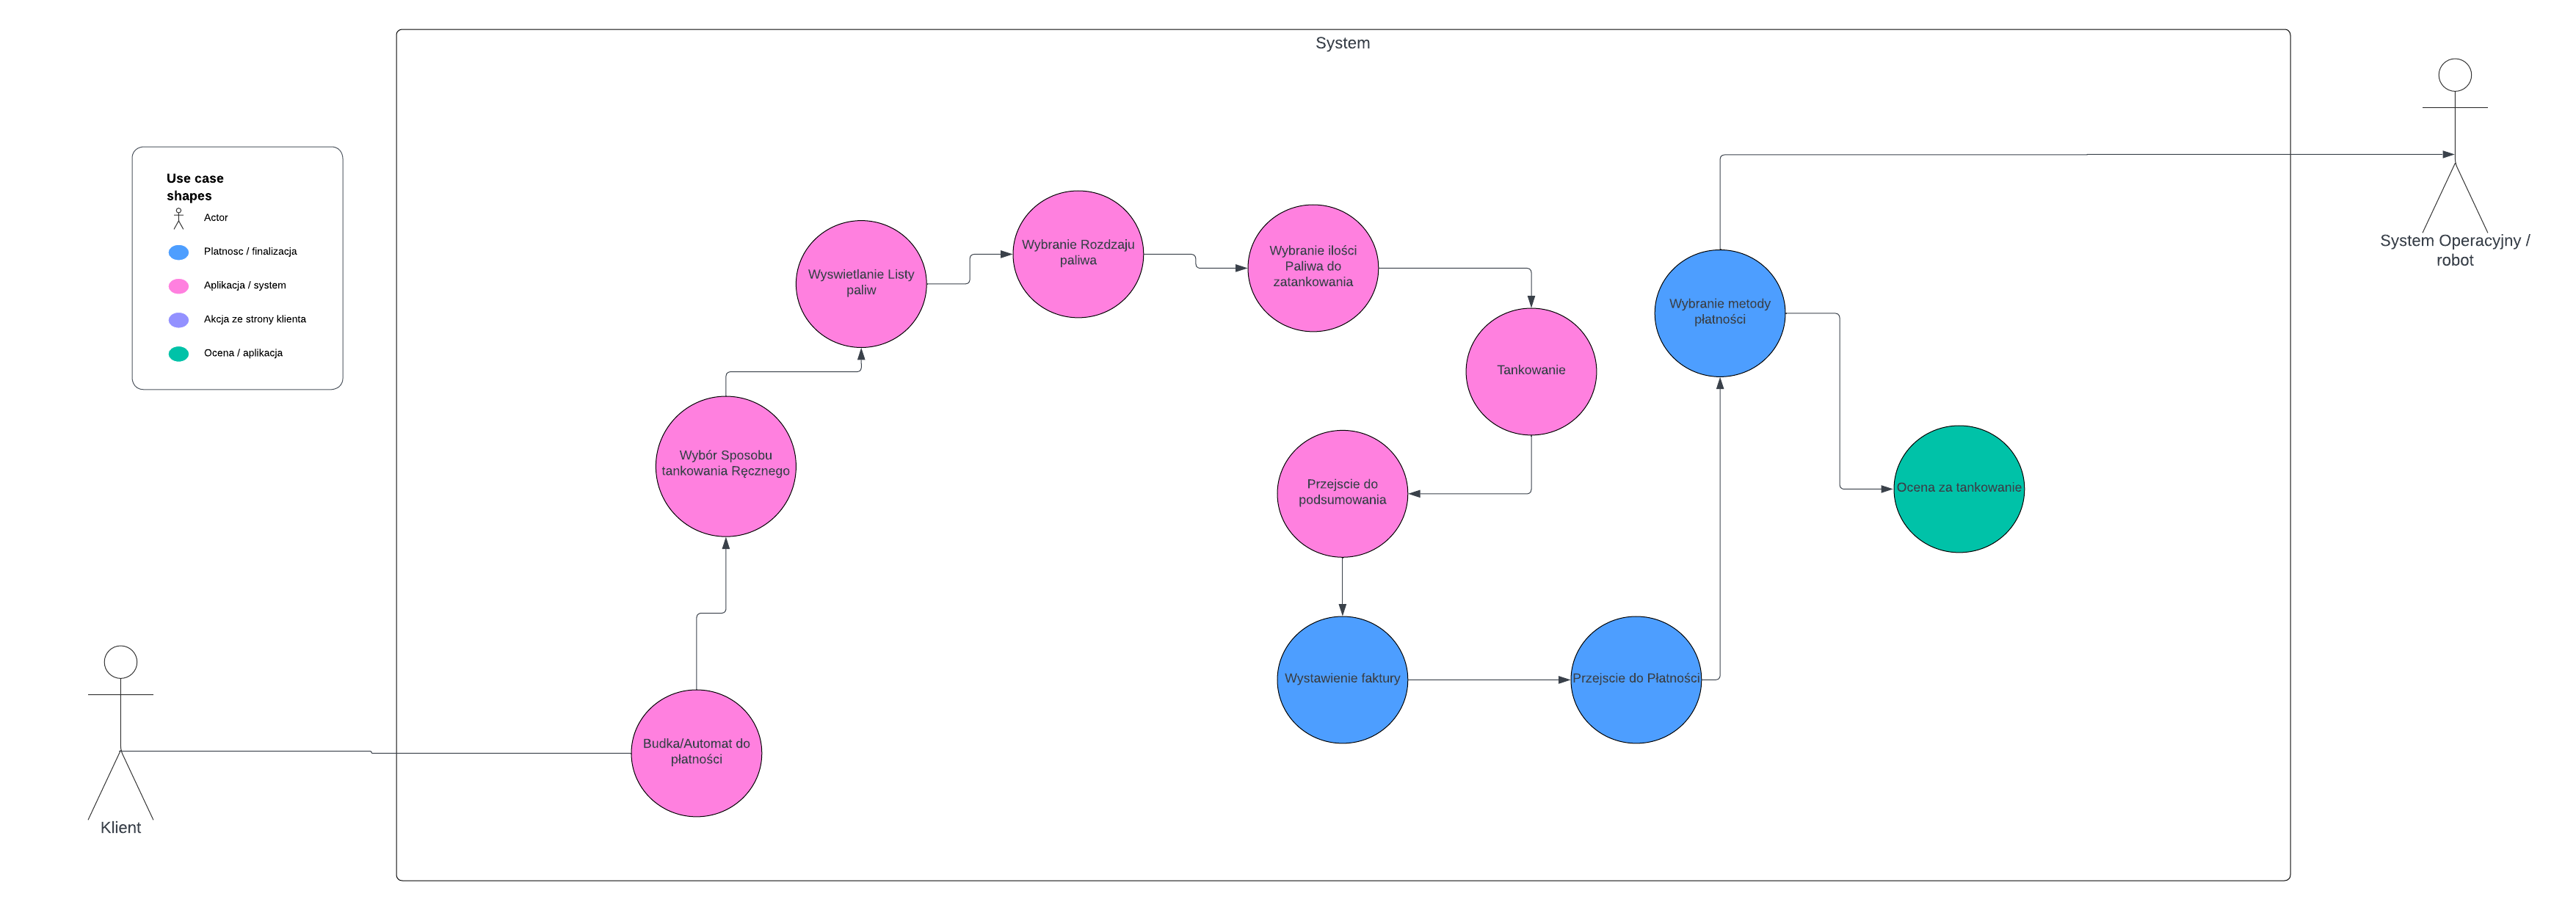 System
Use case
shapes
Actor
Platnosc / finalizacja
Aplikacja / system
Akcja ze strony klienta
Ocena / aplikacja
System Operacyjny /
robot
Wybranie Rozdzaju
paliwa
Wybranie ilości
Paliwa do
zatankowania
Wyswietlanie Listy
paliw
Wybranie metody
płatności
Tankowanie
Wybór Sposobu
tankowania Ręcznego
Przejscie do
podsumowania
Ocena za tankowanie
Wystawienie faktury
Przejscie do Płatności
Budka/Automat do
płatności
Klient